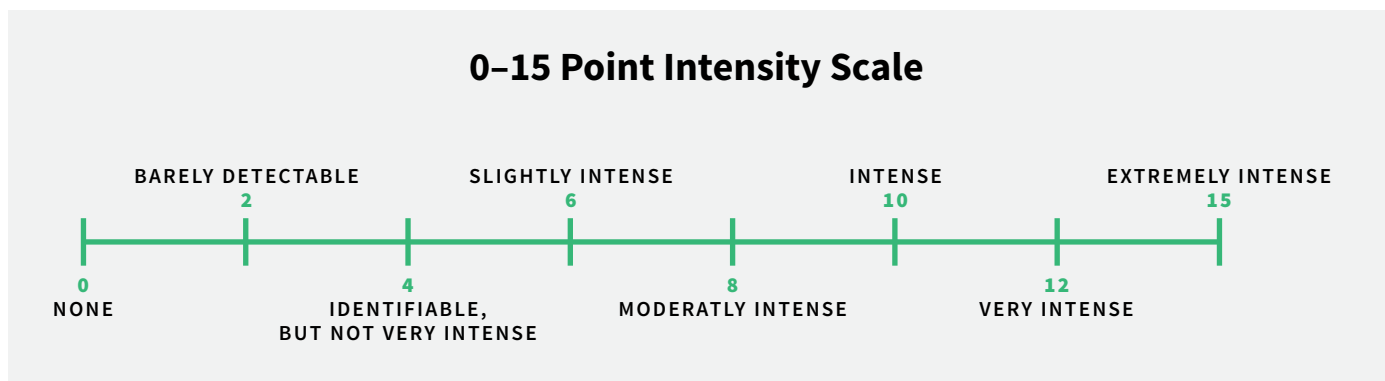 0–15 Point Intensity Scale
BARELY DETECTABLE SLIGHTLY INTENSE INTENSE EXTREMELY INTENSE
2 6 10 15
0 4 8 12
NONE IDENTIFIABLE, MODERATLY INTENSE VERY INTENSE
BUT NOT VERY INTENSE